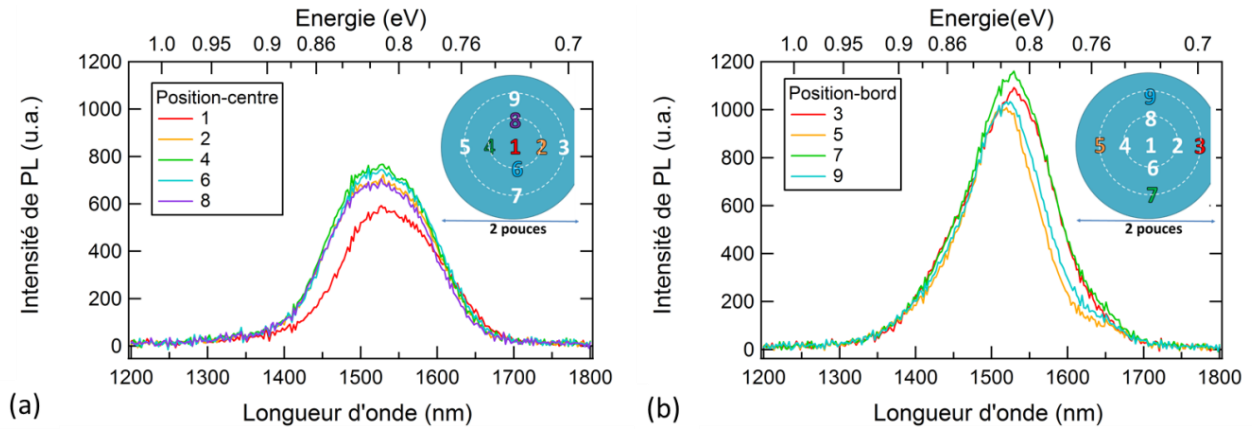 Energie (eV)
1.0 0.95 0.9 0.86 0.8 0.76 0.7
1200
1000
800
600
400
200
0
Intensité de PL (u.a.)
Position-centre
1
2
4
6
8
9
8
5 4 1 2 3
6
7
2 pouces
1200 1300 1400 1500 1600 1700 1800
Longueur d'onde (nm)
(a)
Energie(eV)
1.0 0.95 0.9 0.86 0.8 0.76 0.7
1200
1000
800
600
400
200
0
Intensité de PL (u.a.)
Position-bord
3
5
7
9
9
8
5 4 1 2 3
6
7
2 pouces
1200 1300 1400 1500 1600 1700 1800
Longueur d'onde (nm)
(b)